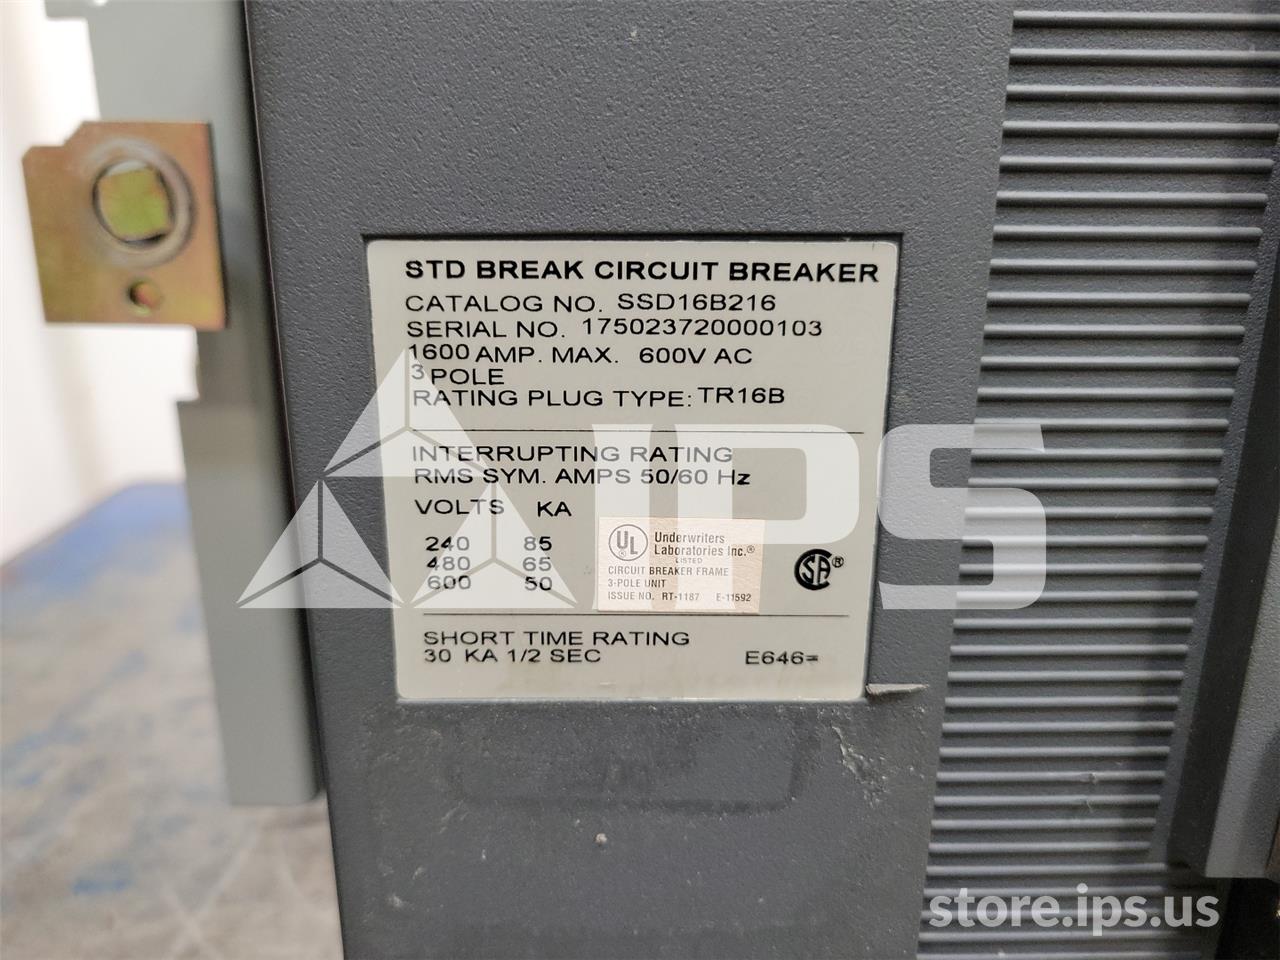 STD BREAK CIRCUIT BREAKER
CATALOG NO. SSD16B216
SERIAL NO. 175023720000103
1600 AMP. MAX. 600V AC
3 POLE
RATING PLUG TYPE: TR16B
INTERRUPTING RATING
RMS SYM. AMPS 50/60 Hz
VOLTS KA
240 85
480 65
600 50
UL Underwriters
Laboratories Inc.®
LISTED
CIRCUIT BREAKER FRAME
3-POLE UNIT
ISSUE NO. RT-1187 E-11592
SA®
SHORT TIME RATING
30 KA 1/2 SEC E646=
IPS
store.ips.us